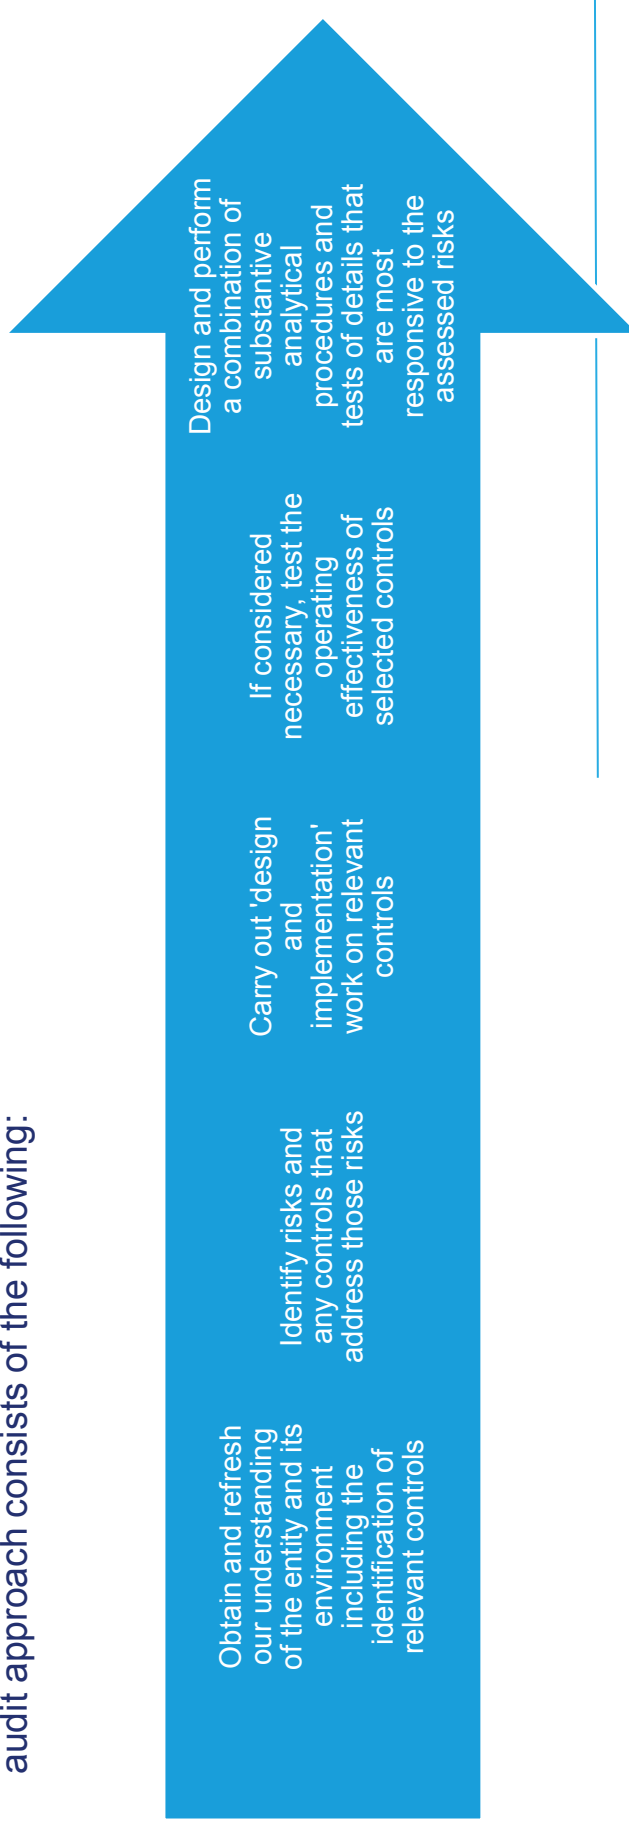 audit approach consists of the following:
Obtain and refresh
our understanding
of the entity and its
environment
including the
identification of
relevant controls
Identify risks and
any controls that
address those risks
Carry out 'design
and
implementation'
work on relevant
controls
If considered
necessary, test the
operating
effectiveness of
selected controls
Design and perform
a combination of
substantive
analytical
procedures and
tests of details that
are most
responsive to the
assessed risks